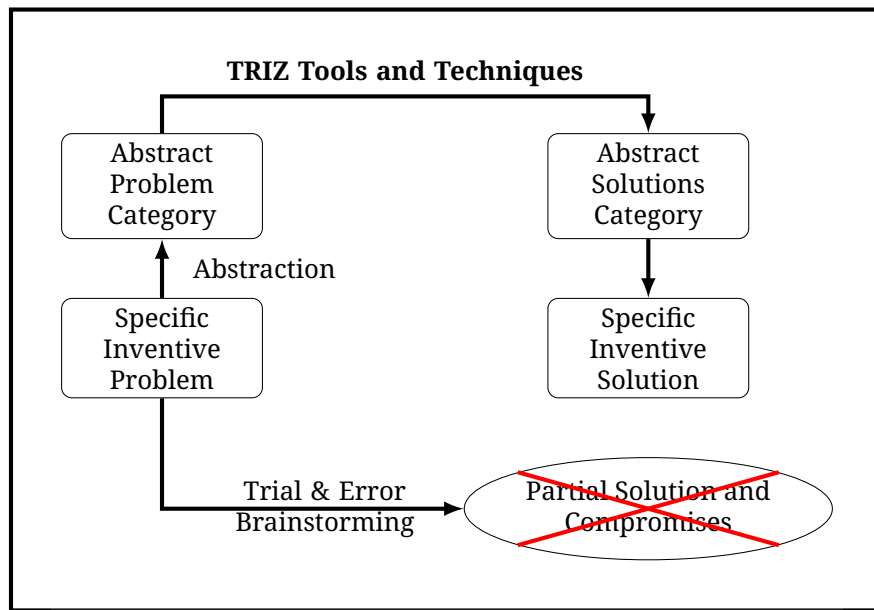 TRIZ Tools and Techniques
Abstract
Problem
Category
Abstract
Solutions
Category
Abstraction
Specific
Inventive
Problem
Specific
Inventive
Solution
Trial & Error
Brainstorming
Partial Solution and
Compromises